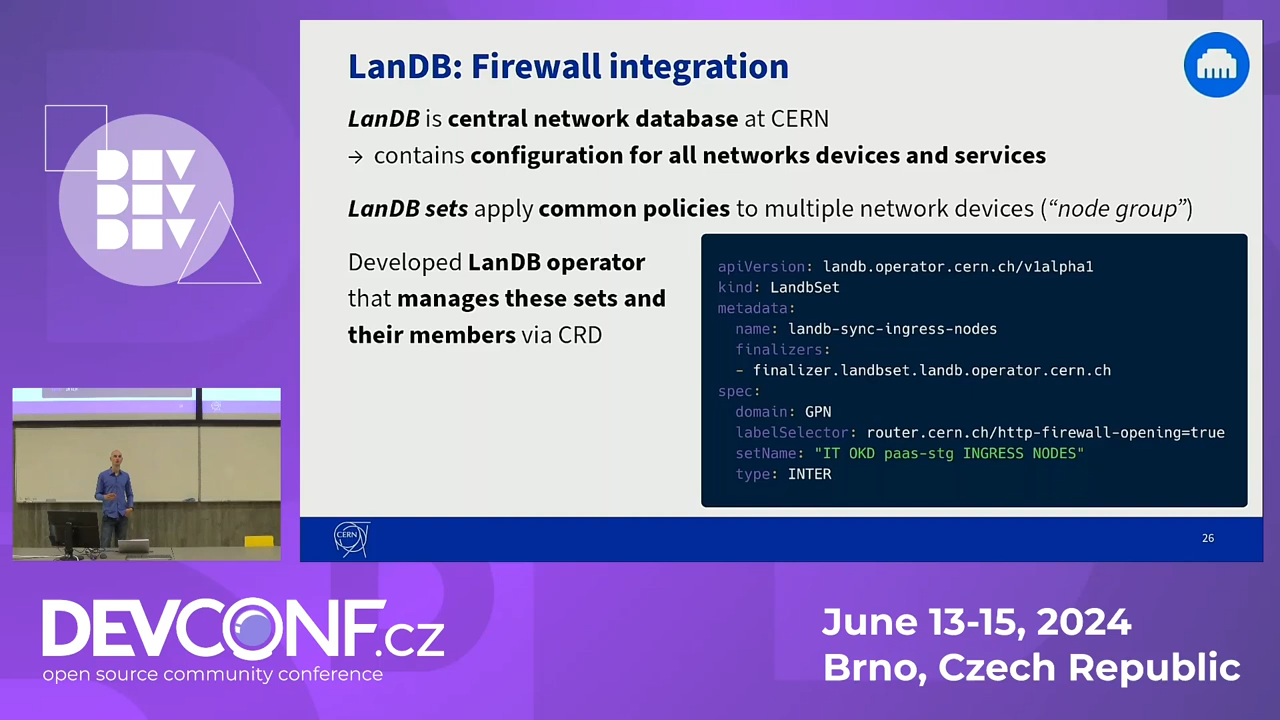 LanDB: Firewall integration
LanDB is central network database at CERN
→ contains configuration for all networks devices and services
LanDB sets apply common policies to multiple network devices (“node group”)
Developed LanDB operator
that manages these sets and
their members via CRD
apiVersion: landb.operator.cern.ch/v1alpha1
kind: LandbSet
metadata:
  name: landb-sync-ingress-nodes
  finalizers:
  - finalizer.landbset.landb.operator.cern.ch
spec:
  domain: GPN
  labelSelector: router.cern.ch/http-firewall-opening=true
  setName: "IT OKD paas-stg INGRESS NODES"
  type: INTER
CERN
26
DEV
DEV
DEV
DEVCONF.cz
open source community conference
June 13-15, 2024
Brno, Czech Republic